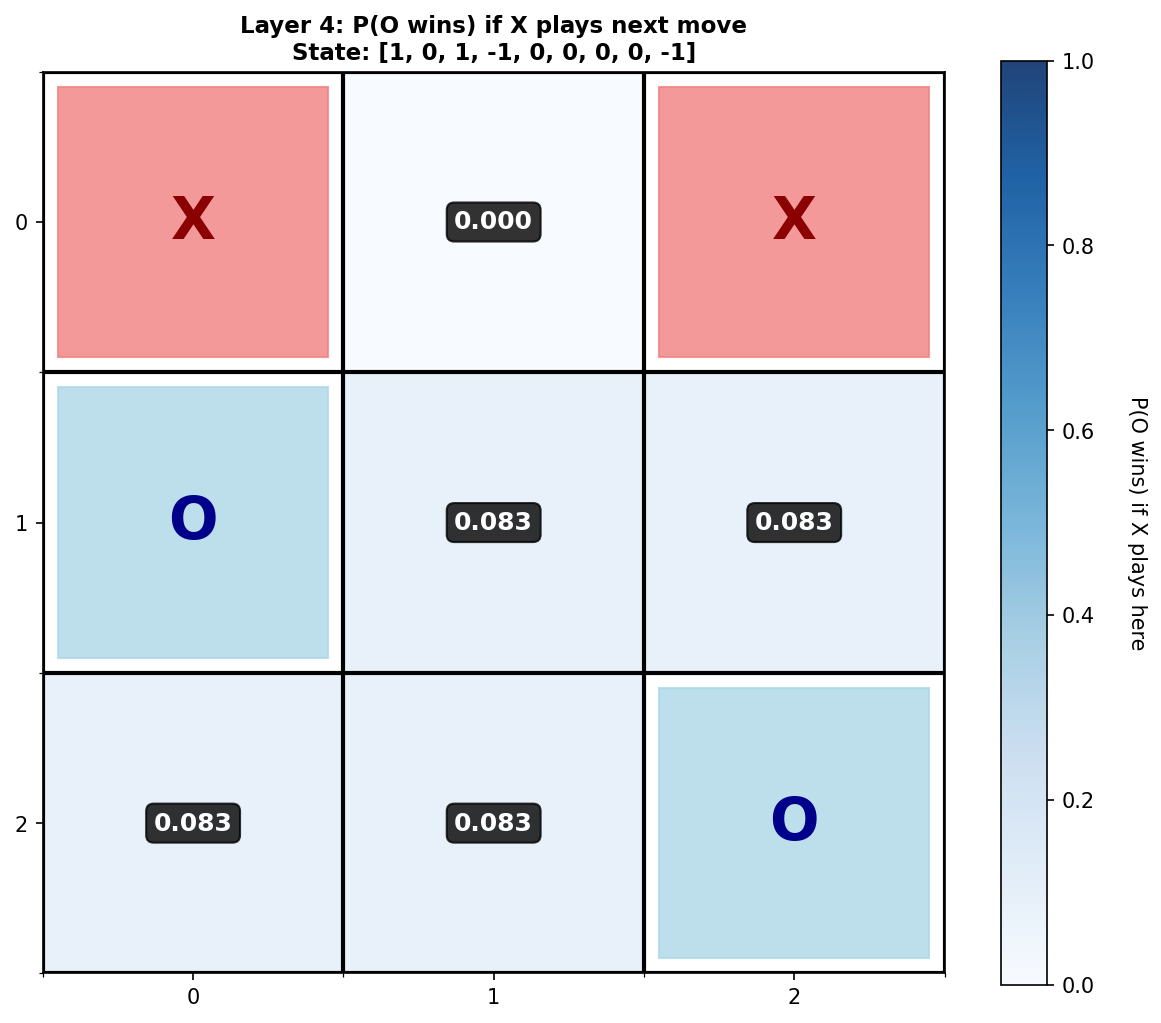 Layer 4: P(O wins) if X plays next move
State: [1, 0, 1, -1, 0, 0, 0, 0, -1]
X
0.000
X
O
0.083
0.083
0.083
0.083
O
0
1
2
0
1
2
1.0
0.8
0.6
0.4
0.2
0.0
P(O wins) if X plays here